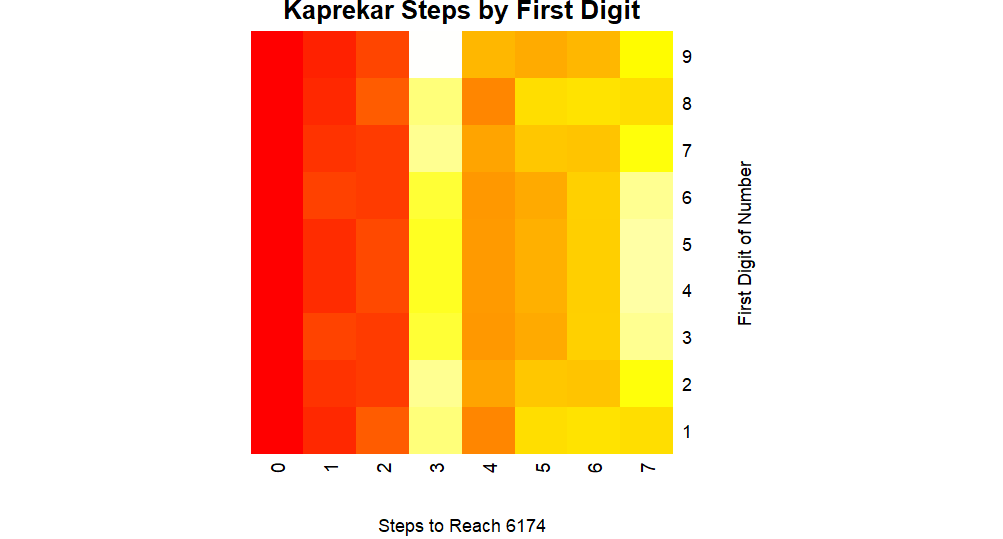 Kaprekar Steps by First Digit
9
8
7
6
5
4
3
2
1
First Digit of Number
0 1 2 3 4 5 6 7
Steps to Reach 6174